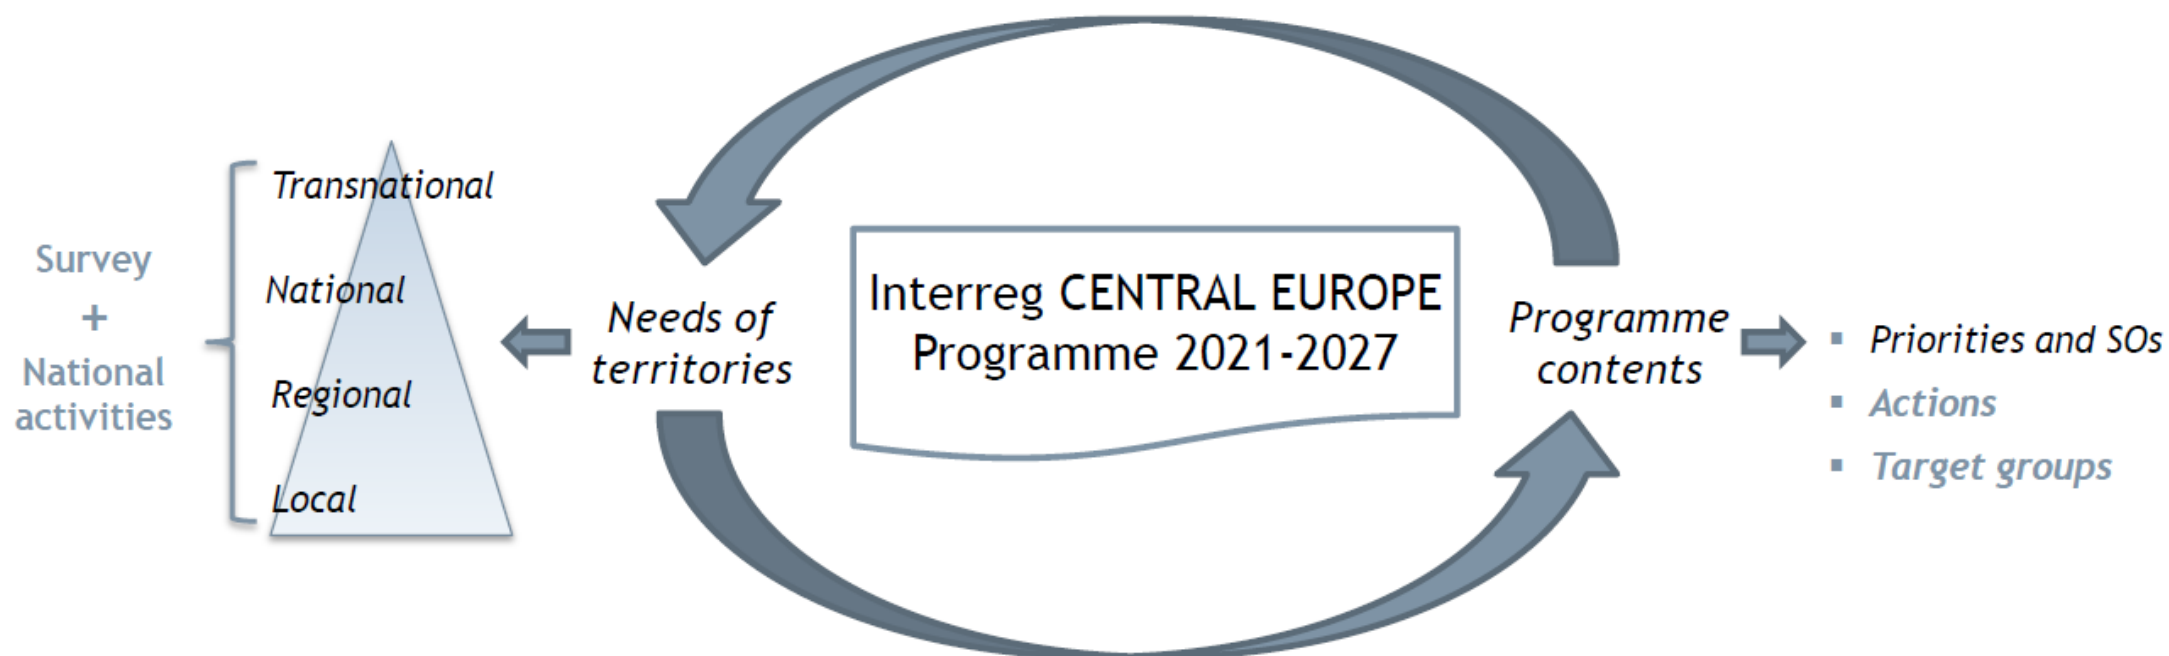 Survey
+
National
activities
Transnational
National
Regional
Local
Needs of
territories
Interreg CENTRAL EUROPE
Programme 2021-2027
Programme
contents
▪ Priorities and SOs
▪ Actions
▪ Target groups